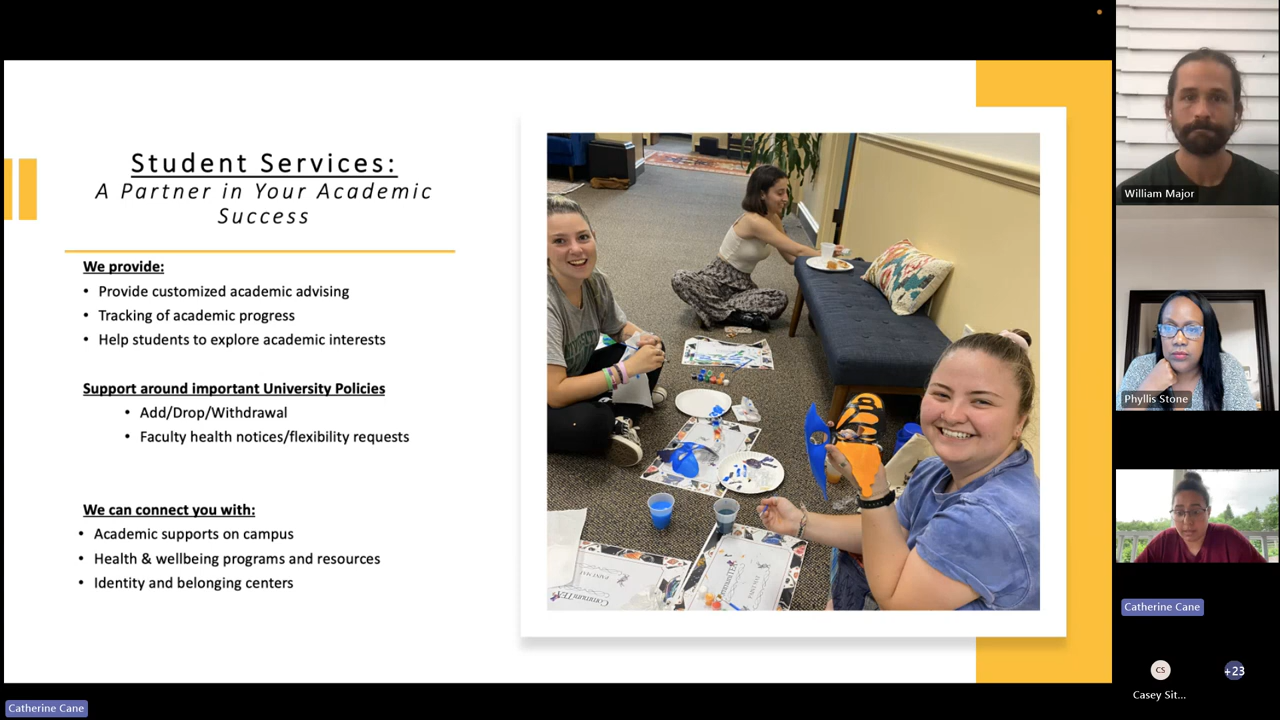 Student Services:
A Partner in Your Academic
Success
We provide:
• Provide customized academic advising
• Tracking of academic progress
• Help students to explore academic interests
Support around important University Policies
• Add/Drop/Withdrawal
• Faculty health notices/flexibility requests
We can connect you with:
• Academic supports on campus
• Health & wellbeing programs and resources
• Identity and belonging centers
PAINT
CommuniTEA
PAINT
William Major
Phyllis Stone
Catherine Cane
CS
+23
Casey Sit...
Catherine Cane